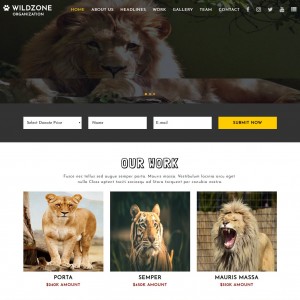 WILDZONE
ORGANIZATION
HOME ABOUT HEADLINES WORK GALLERY TEAM CONTACT
Select Donate Price
Name
E-mail
SUBMIT NOW
OUR WORK
Fusce nec tellus sed augue semper porta. Mauris massa. Vestibulum lacinia arcu eget
nulla Class aptent taciti sociosqu ad litora torquent per conubia nostra.
PORTA
$240K AMOUNT
SEMPER
$450K AMOUNT
MAURIS MASSA
$150K AMOUNT